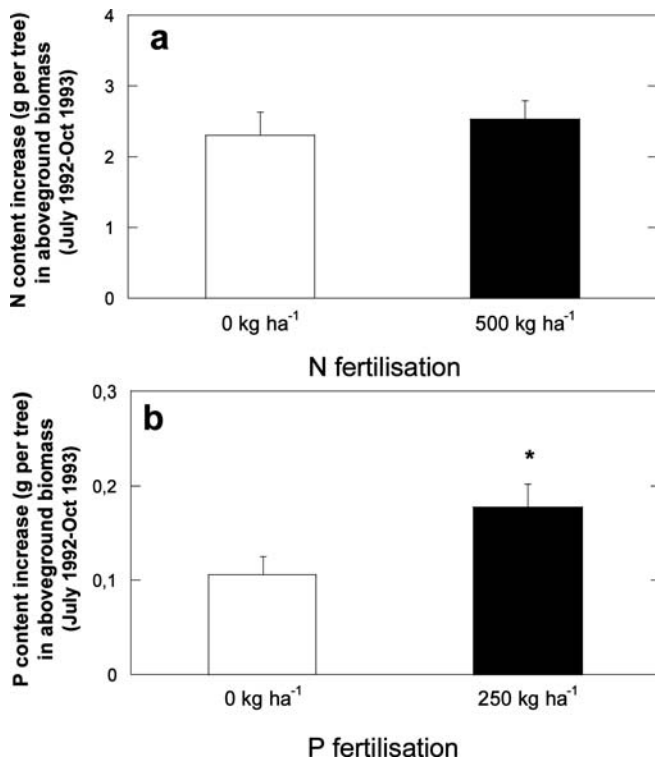 a
N content increase (g per tree)
in aboveground biomass
(July 1992-Oct 1993)
4
3
2
1
0
0 kg ha⁻¹ 500 kg ha⁻¹
N fertilisation
b
P content increase (g per tree)
in aboveground biomass
(July 1992-Oct 1993)
0,3
0,2
0,1
0
*
0 kg ha⁻¹ 250 kg ha⁻¹
P fertilisation